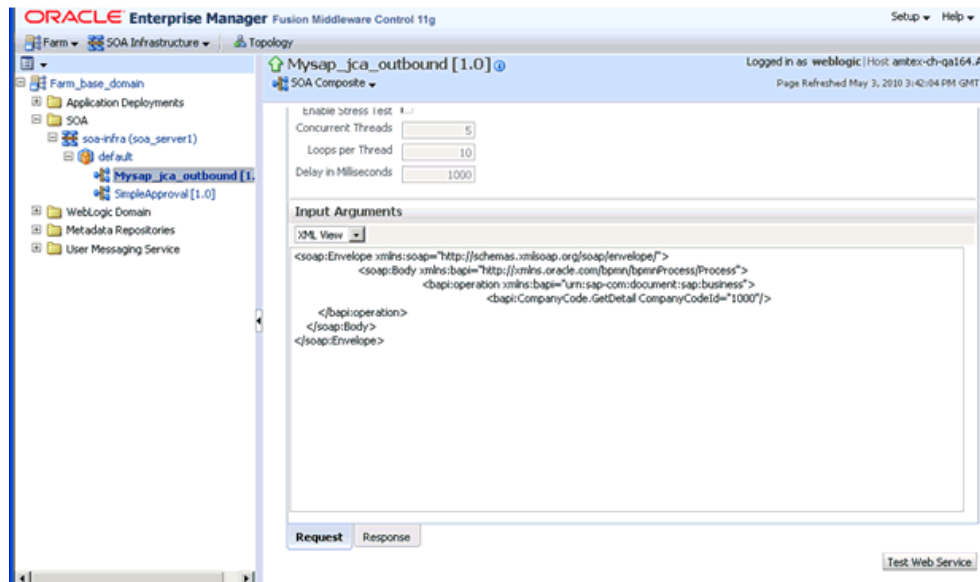 ORACLE Enterprise Manager Fusion Middleware Control 11g
Setup Help
Farm SOA Infrastructure Topology
Farm_base_domain
Application Deployments
SOA
soa-infra (soa_server1)
default
Mysap_jca_outbound [1.
SimpleApproval [1.0]
WebLogic Domain
Metadata Repositories
User Messaging Service
Mysap_jca_outbound [1.0]
Logged in as weblogic | Host amtex-ch-qa164.A
SOA Composite
Page Refreshed May 3, 2010 3:42:04 PM GMT
Enable Stress Test
Concurrent Threads 5
Loops per Thread 10
Delay in Milliseconds 1000
Input Arguments
XML View
<soap:Envelope xmlns:soap="http://schemas.xmlsoap.org/soap/envelope/">
<soap:Body xmlns:bapi="http://xmlns.oracle.com/bpmn/bpmnProcess/Process">
<bapi:operation xmlns:bapi="urn:sap-com:document:sap:business">
<bapi:CompanyCode.GetDetail CompanyCodeId="1000"/>
</bapi:operation>
</soap:Body>
</soap:Envelope>
Request Response
Test Web Service